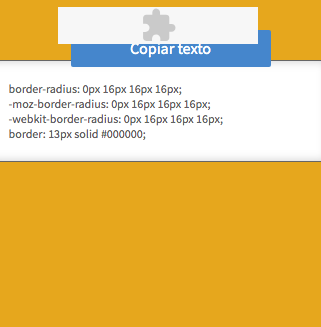 Copiar texto
border-radius: 0px 16px 16px 16px;
-moz-border-radius: 0px 16px 16px 16px;
-webkit-border-radius: 0px 16px 16px 16px;
border: 13px solid #000000;